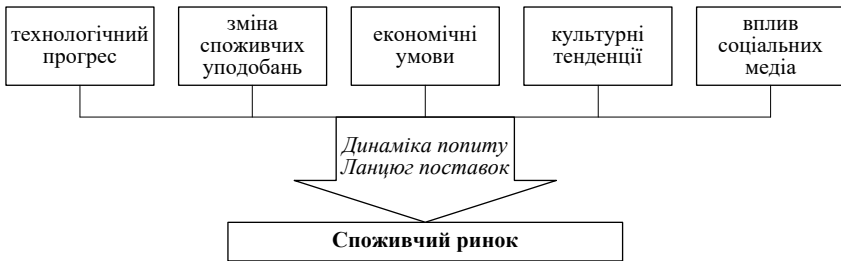 технологічний
прогрес
зміна
споживчих
уподобань
економічні
умови
культурні
тенденції
вплив
соціальних
медіа
Динаміка попиту
Ланцюг поставок
Споживчий ринок